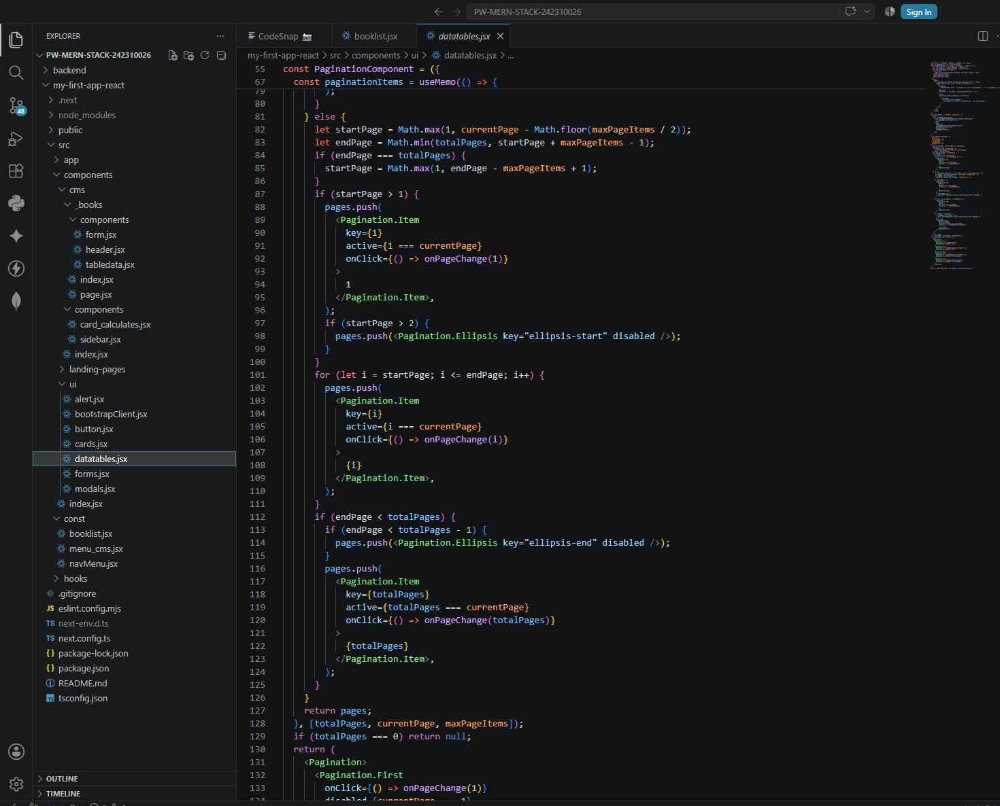 PW-MERN-STACK-242310026
Sign In
EXPLORER
CodeSnap
booklist.jsx
datatables.jsx
PW-MERN-STACK-242310026
backend
my-first-app-react
.next
node_modules
public
src
app
components
cms
_books
components
form.jsx
header.jsx
tabledata.jsx
index.jsx
page.jsx
components
card_calculates.jsx
sidebar.jsx
index.jsx
landing-pages
ui
alert.jsx
bootstrapClient.jsx
button.jsx
cards.jsx
datatables.jsx
forms.jsx
modals.jsx
index.jsx
const
booklist.jsx
menu_cms.jsx
navMenu.jsx
hooks
.gitignore
JS eslint.config.mjs
TS next-env.d.ts
TS next.config.ts
{} package-lock.json
{} package.json
README.md
tsconfig.json
OUTLINE
TIMELINE
48
my-first-app-react > src > components > ui > datatables.jsx > ...
55 const PaginationComponent = ({
67 const paginationItems = useMemo(() => {
79 );
80 }
81 } else {
82 let startPage = Math.max(1, currentPage - Math.floor(maxPageItems / 2));
83 let endPage = Math.min(totalPages, startPage + maxPageItems - 1);
84 if (endPage === totalPages) {
85 startPage = Math.max(1, endPage - maxPageItems + 1);
86 }
87 if (startPage > 1) {
88 pages.push(
89 <Pagination.Item
90 key={1}
91 active={1 === currentPage}
92 onClick={() => onPageChange(1)}
93 >
94 1
95 </Pagination.Item>,
96 );
97 if (startPage > 2) {
98 pages.push(<Pagination.Ellipsis key="ellipsis-start" disabled />);
99 }
100 }
101 for (let i = startPage; i <= endPage; i++) {
102 pages.push(
103 <Pagination.Item
104 key={i}
105 active={i === currentPage}
106 onClick={() => onPageChange(i)}
107 >
108 {i}
109 </Pagination.Item>,
110 );
111 }
112 if (endPage < totalPages) {
113 if (endPage < totalPages - 1) {
114 pages.push(<Pagination.Ellipsis key="ellipsis-end" disabled />);
115 }
116 pages.push(
117 <Pagination.Item
118 key={totalPages}
119 active={totalPages === currentPage}
120 onClick={() => onPageChange(totalPages)}
121 >
122 {totalPages}
123 </Pagination.Item>,
124 );
125 }
126 }
127 return pages;
128 }, [totalPages, currentPage, maxPageItems]);
129 if (totalPages === 0) return null;
130 return (
131 <Pagination>
132 <Pagination.First
133 onClick={() => onPageChange(1)}